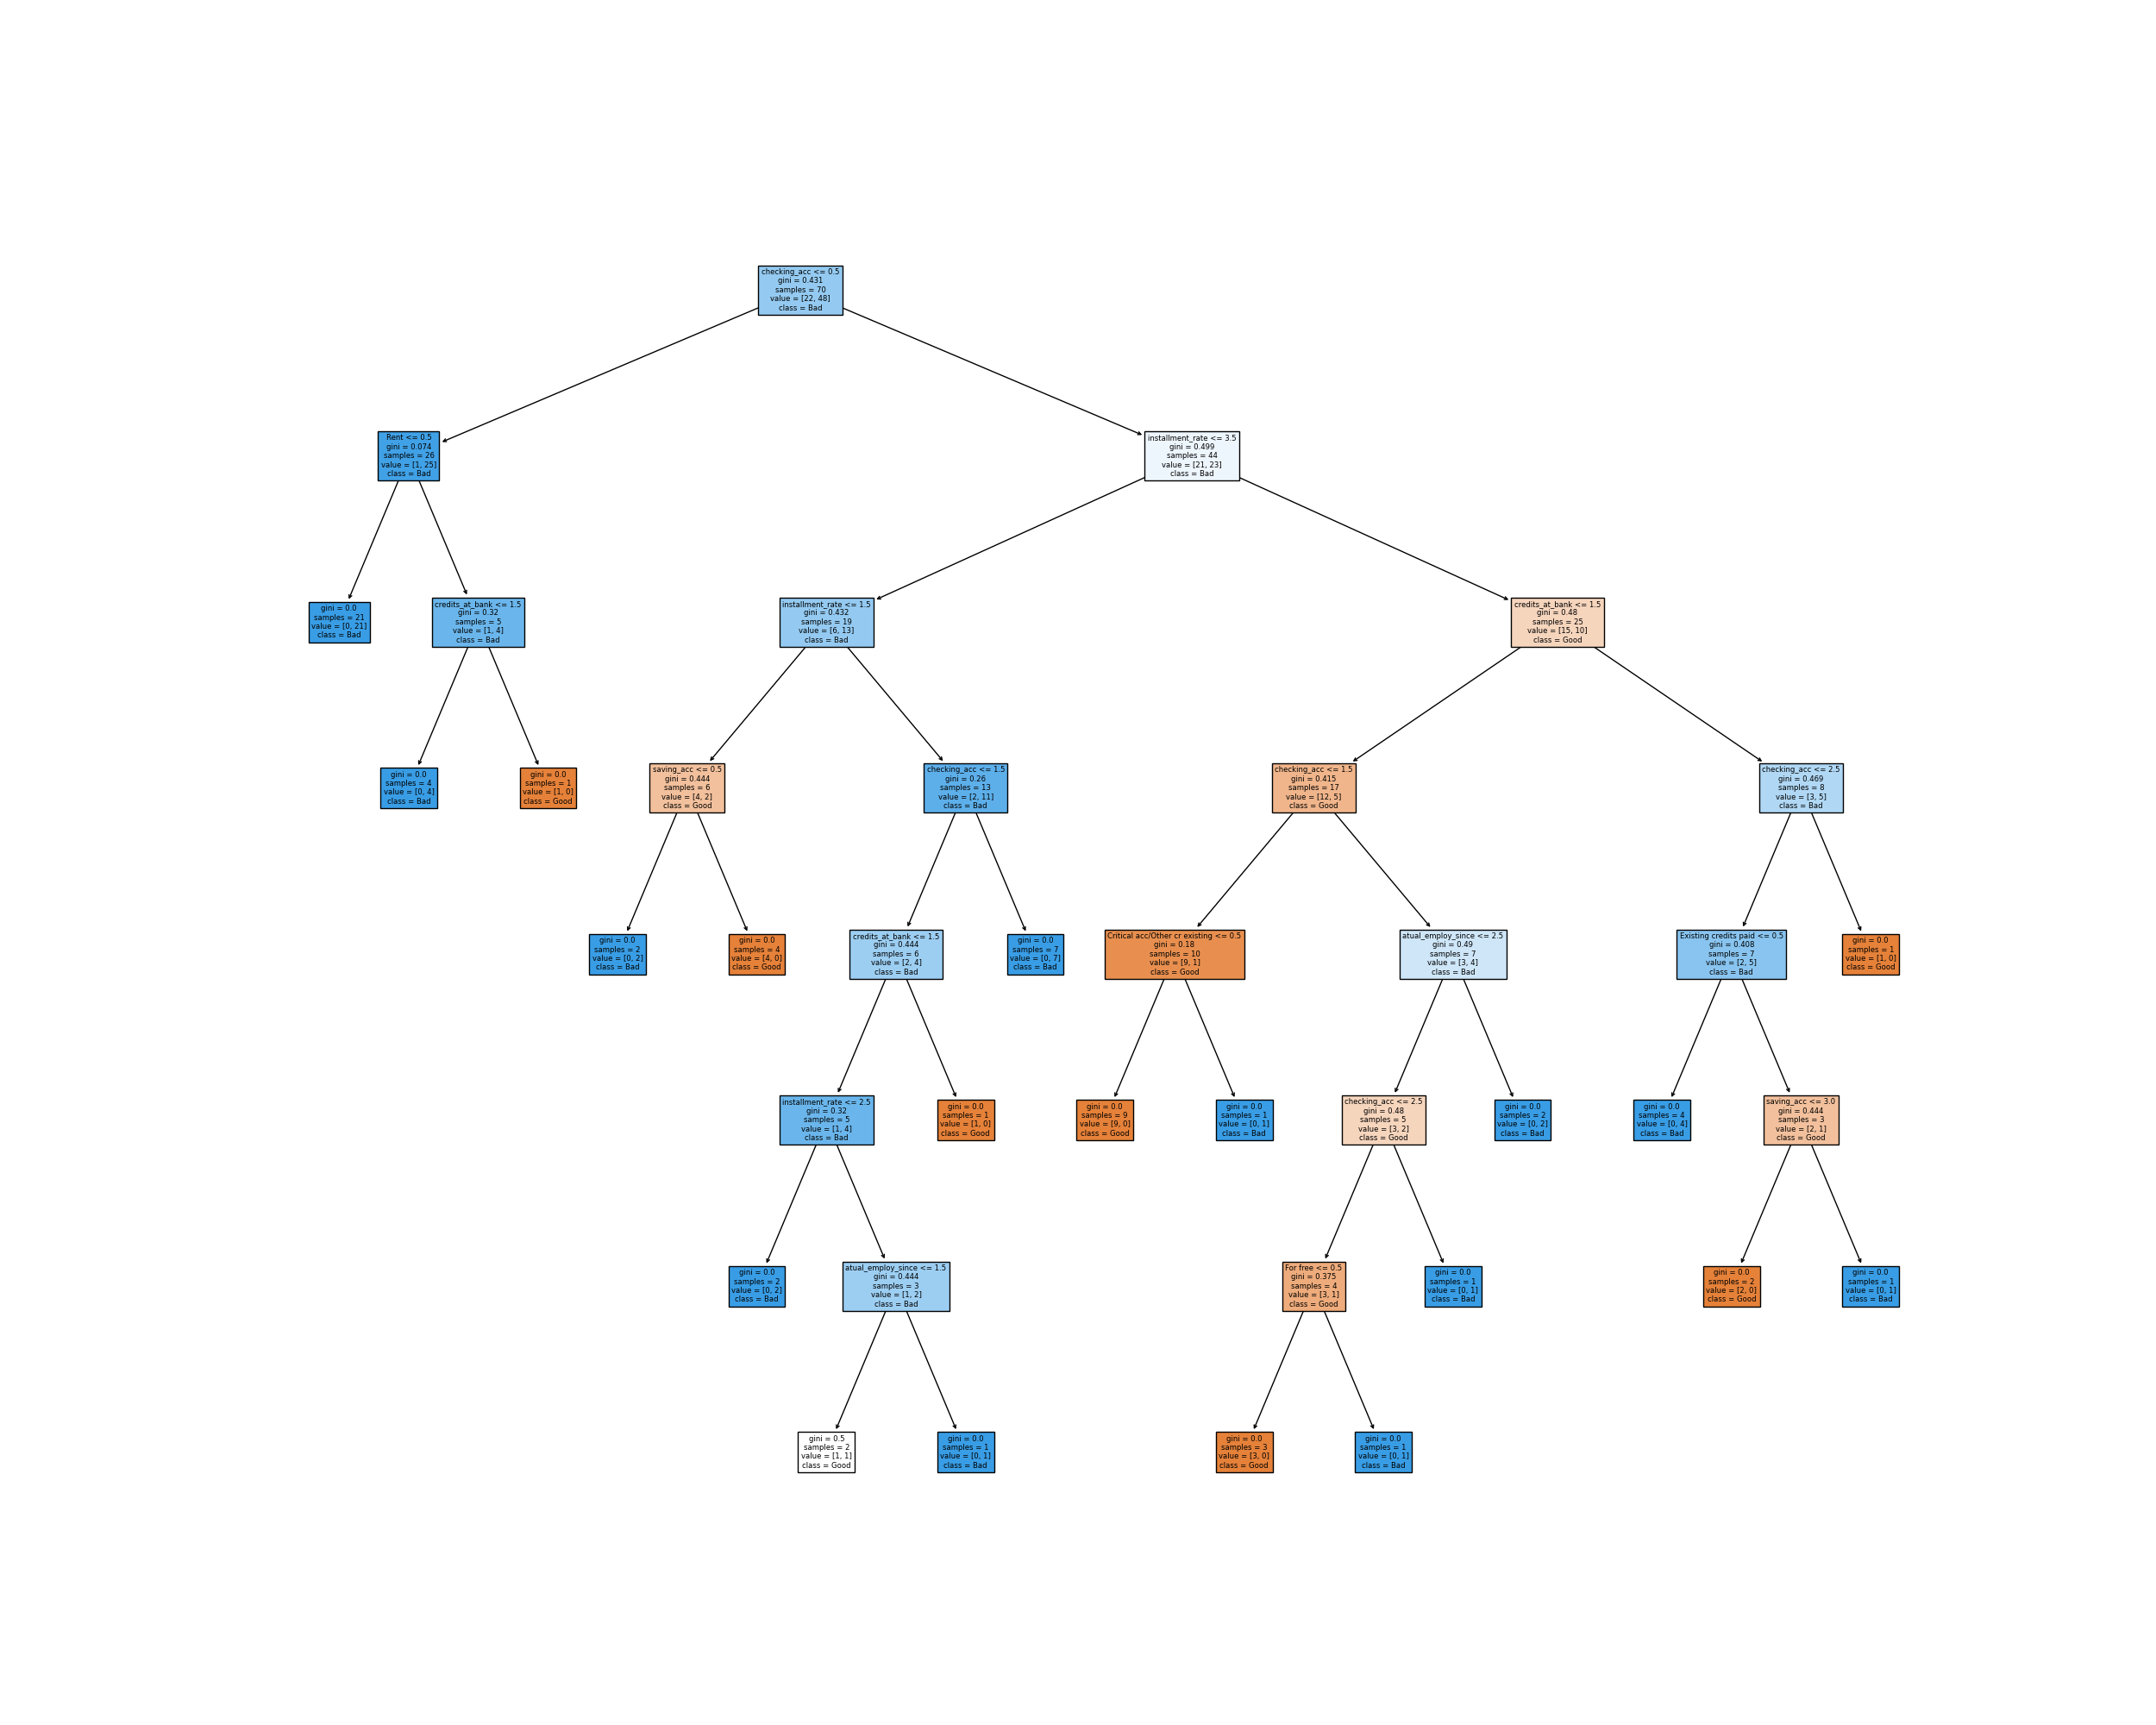 checking_acc <= 0.5
gini = 0.431
samples = 70
value = [22, 48]
class = Bad
Rent <= 0.5
gini = 0.074
samples = 26
value = [1, 25]
class = Bad
installment_rate <= 3.5
gini = 0.499
samples = 44
value = [21, 23]
class = Bad
gini = 0.0
samples = 21
value = [0, 21]
class = Bad
credits_at_bank <= 1.5
gini = 0.32
samples = 5
value = [1, 4]
class = Bad
installment_rate <= 1.5
gini = 0.432
samples = 19
value = [6, 13]
class = Bad
credits_at_bank <= 1.5
gini = 0.48
samples = 25
value = [15, 10]
class = Good
gini = 0.0
samples = 4
value = [0, 4]
class = Bad
gini = 0.0
samples = 1
value = [1, 0]
class = Good
saving_acc <= 0.5
gini = 0.444
samples = 6
value = [4, 2]
class = Good
checking_acc <= 1.5
gini = 0.26
samples = 13
value = [2, 11]
class = Bad
checking_acc <= 1.5
gini = 0.415
samples = 17
value = [12, 5]
class = Good
checking_acc <= 2.5
gini = 0.469
samples = 8
value = [3, 5]
class = Bad
gini = 0.0
samples = 2
value = [0, 2]
class = Bad
gini = 0.0
samples = 4
value = [4, 0]
class = Good
credits_at_bank <= 1.5
gini = 0.444
samples = 6
value = [2, 4]
class = Bad
gini = 0.0
samples = 7
value = [0, 7]
class = Bad
Critical acc/Other cr existing <= 0.5
gini = 0.18
samples = 10
value = [9, 1]
class = Good
atual_employ_since <= 2.5
gini = 0.49
samples = 7
value = [3, 4]
class = Bad
Existing credits paid <= 0.5
gini = 0.408
samples = 7
value = [2, 5]
class = Bad
gini = 0.0
samples = 1
value = [1, 0]
class = Good
installment_rate <= 2.5
gini = 0.32
samples = 5
value = [1, 4]
class = Bad
gini = 0.0
samples = 1
value = [1, 0]
class = Good
gini = 0.0
samples = 9
value = [9, 0]
class = Good
gini = 0.0
samples = 1
value = [0, 1]
class = Bad
checking_acc <= 2.5
gini = 0.48
samples = 5
value = [3, 2]
class = Good
gini = 0.0
samples = 2
value = [0, 2]
class = Bad
gini = 0.0
samples = 4
value = [0, 4]
class = Bad
saving_acc <= 3.0
gini = 0.444
samples = 3
value = [2, 1]
class = Good
gini = 0.0
samples = 2
value = [0, 2]
class = Bad
atual_employ_since <= 1.5
gini = 0.444
samples = 3
value = [1, 2]
class = Bad
For free <= 0.5
gini = 0.375
samples = 4
value = [3, 1]
class = Good
gini = 0.0
samples = 1
value = [0, 1]
class = Bad
gini = 0.0
samples = 2
value = [2, 0]
class = Good
gini = 0.0
samples = 1
value = [0, 1]
class = Bad
gini = 0.5
samples = 2
value = [1, 1]
class = Good
gini = 0.0
samples = 1
value = [0, 1]
class = Bad
gini = 0.0
samples = 3
value = [3, 0]
class = Good
gini = 0.0
samples = 1
value = [0, 1]
class = Bad